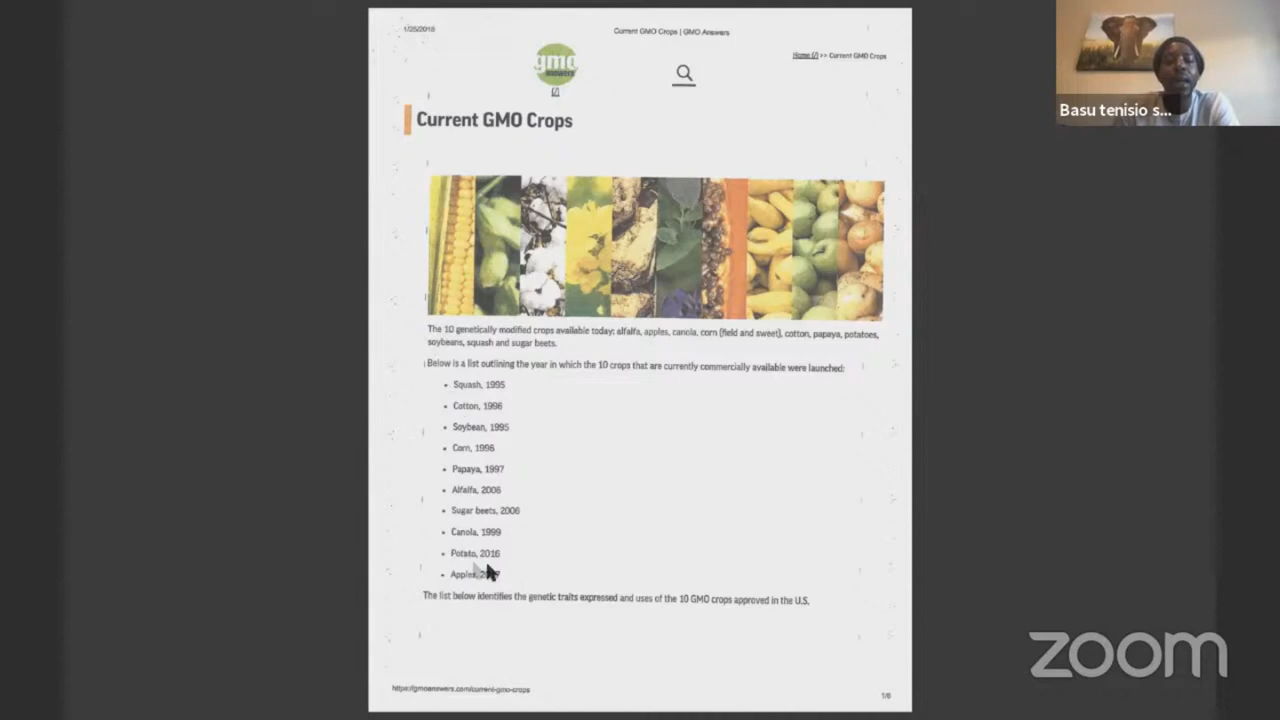 1/25/2018
Current GMO Crops | GMO Answers
gmo
answers
(/)
Home (/) >> Current GMO Crops
Current GMO Crops
The 10 genetically modified crops available today: alfalfa, apples, canola, corn (field and sweet), cotton, papaya, potatoes,
soybeans, squash and sugar beets.
Below is a list outlining the year in which the 10 crops that are currently commercially available were launched:
• Squash, 1995
• Cotton, 1996
• Soybean, 1995
• Corn, 1996
• Papaya, 1997
• Alfalfa, 2006
• Sugar beets, 2006
• Canola, 1999
• Potato, 2016
• Apples,
The list below identifies the genetic traits expressed and uses of the 10 GMO crops approved in the U.S.
https://gmoanswers.com/current-gmo-crops
1/6
Basu tenisio s...
zoom